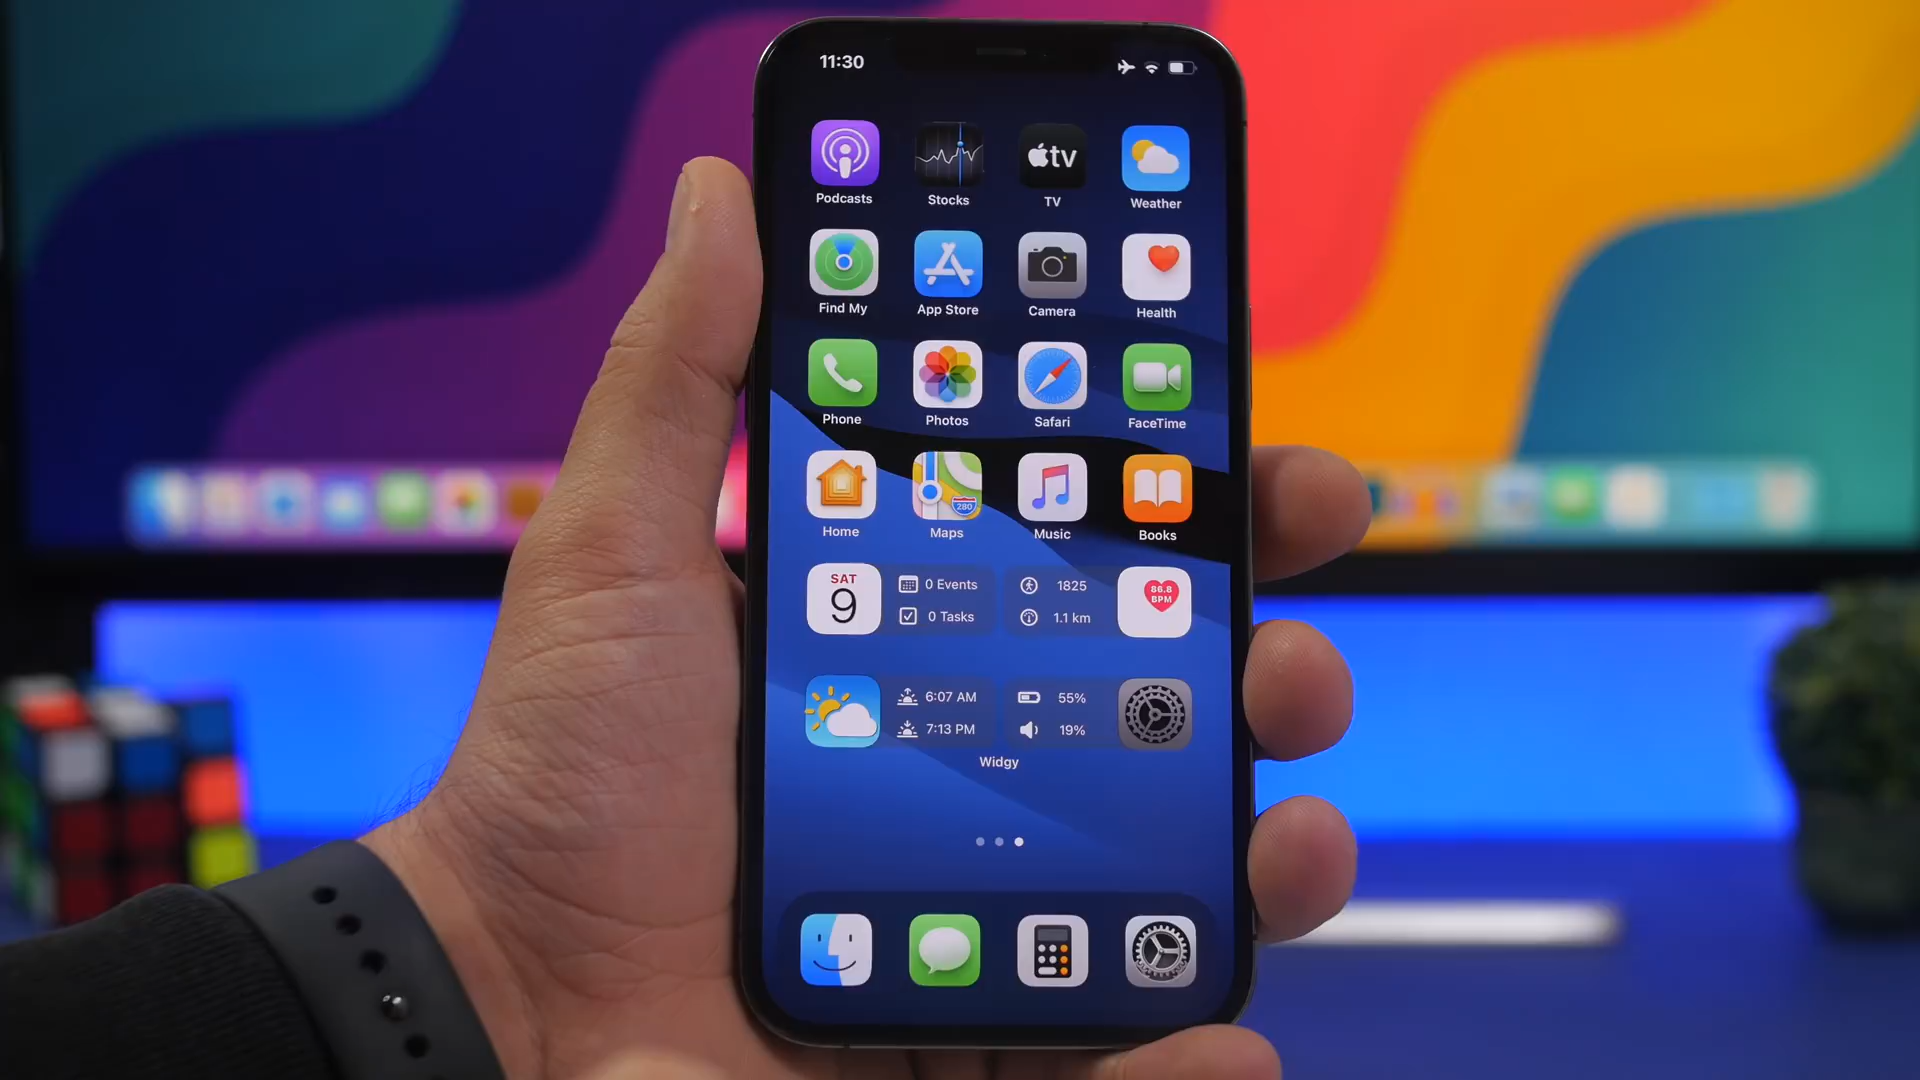 11:30
tv
Podcasts
Stocks
TV
Weather
Find My
App Store
Camera
Health
Phone
Photos
Safari
FaceTime
280
Home
Maps
Music
Books
SAT
9
0 Events
0 Tasks
1825
1.1 km
86.8
BPM
6:07 AM
7:13 PM
55%
19%
Widgy